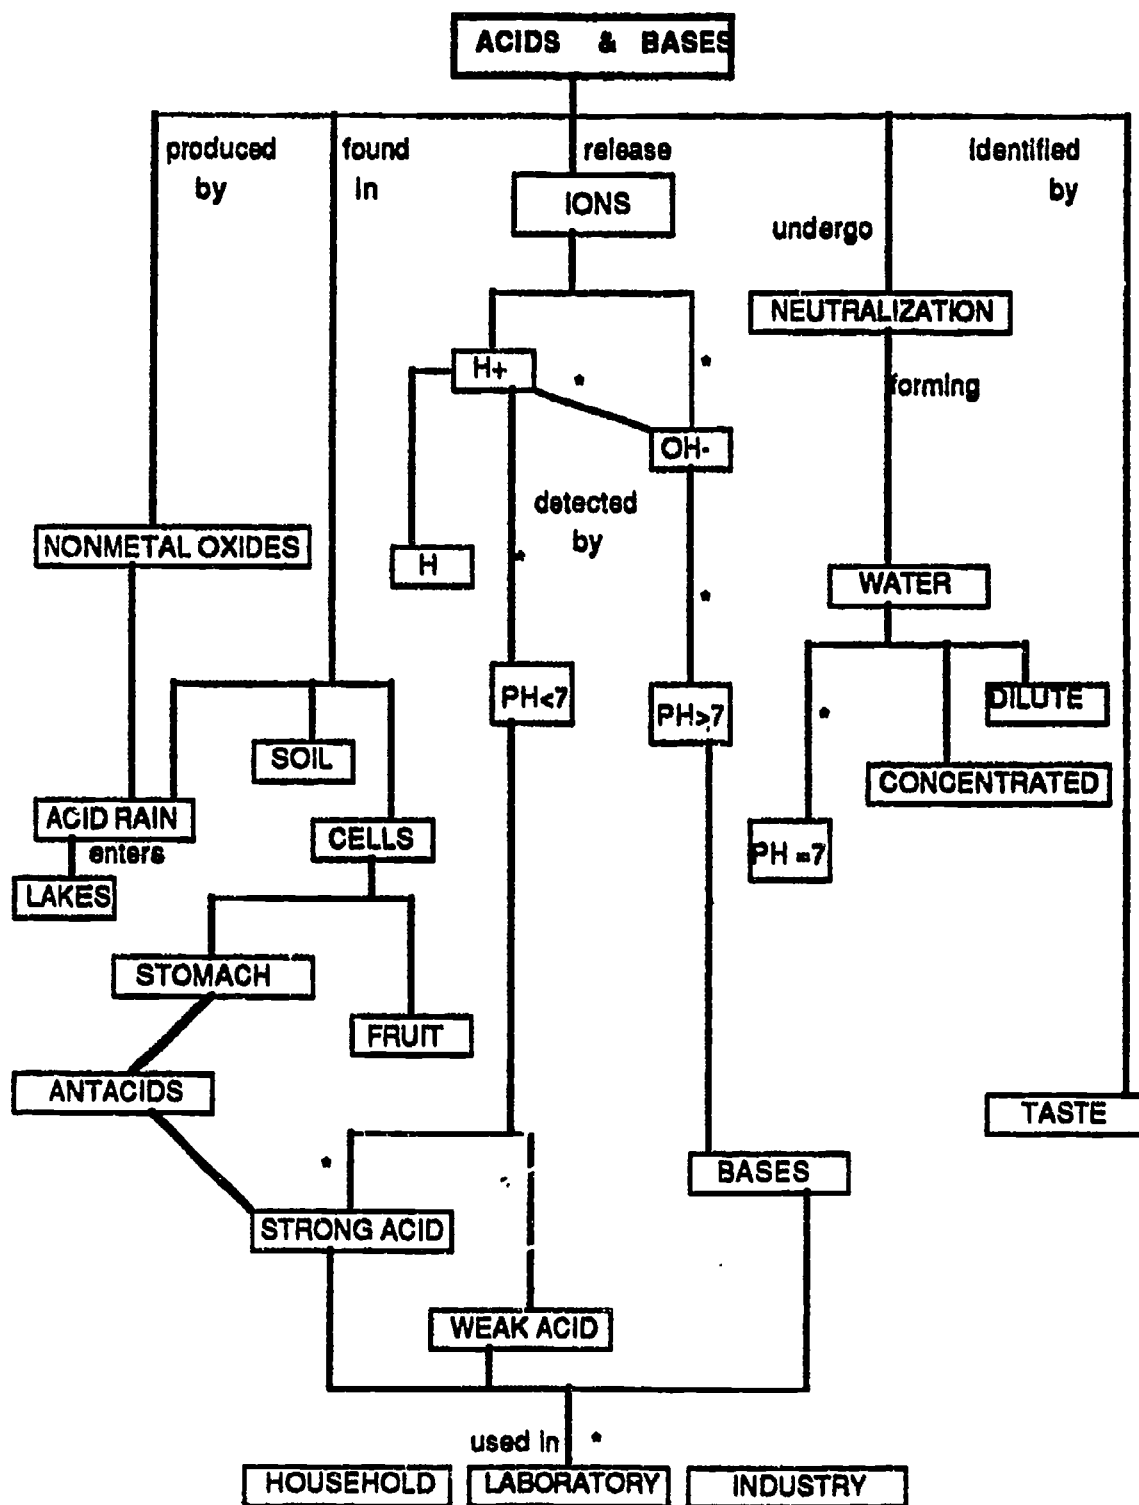 ACIDS & BASES
produced
by
found
in
release
identified
by
IONS
undergo
NEUTRALIZATION
H+
*
*
forming
OH-
detected
by
NONMETAL OXIDES
H
*
WATER
*
PH<7
PH>7
DILUTE
*
SOIL
CONCENTRATED
ACID RAIN
CELLS
enters
PH =7
LAKES
STOMACH
FRUIT
ANTACIDS
TASTE
*
BASES
STRONG ACID
WEAK ACID
used in *
HOUSEHOLD
LABORATORY
INDUSTRY